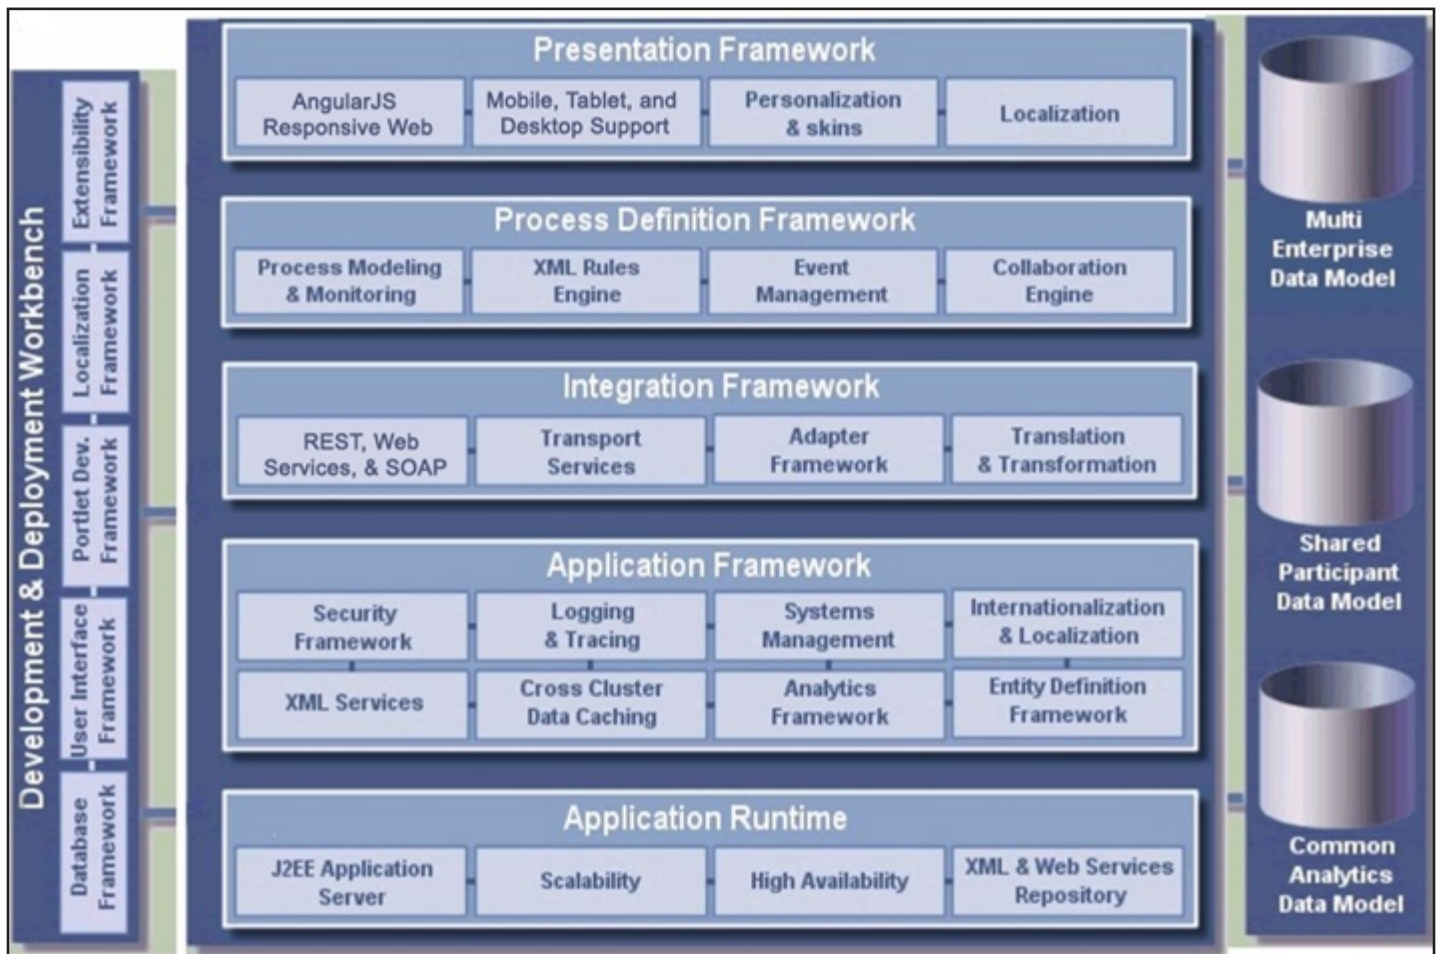 Development & Deployment Workbench
Extensibility
Framework
Localization
Framework
Portlet Dev.
Framework
User Interface
Framework
Database
Framework
Presentation Framework
AngularJS
Responsive Web
Mobile, Tablet, and
Desktop Support
Personalization
& skins
Localization
Process Definition Framework
Process Modeling
& Monitoring
XML Rules
Engine
Event
Management
Collaboration
Engine
Integration Framework
REST, Web
Services, & SOAP
Transport
Services
Adapter
Framework
Translation
& Transformation
Application Framework
Security
Framework
Logging
& Tracing
Systems
Management
Internationalization
& Localization
XML Services
Cross Cluster
Data Caching
Analytics
Framework
Entity Definition
Framework
Application Runtime
J2EE Application
Server
Scalability
High Availability
XML & Web Services
Repository
Multi
Enterprise
Data Model
Shared
Participant
Data Model
Common
Analytics
Data Model